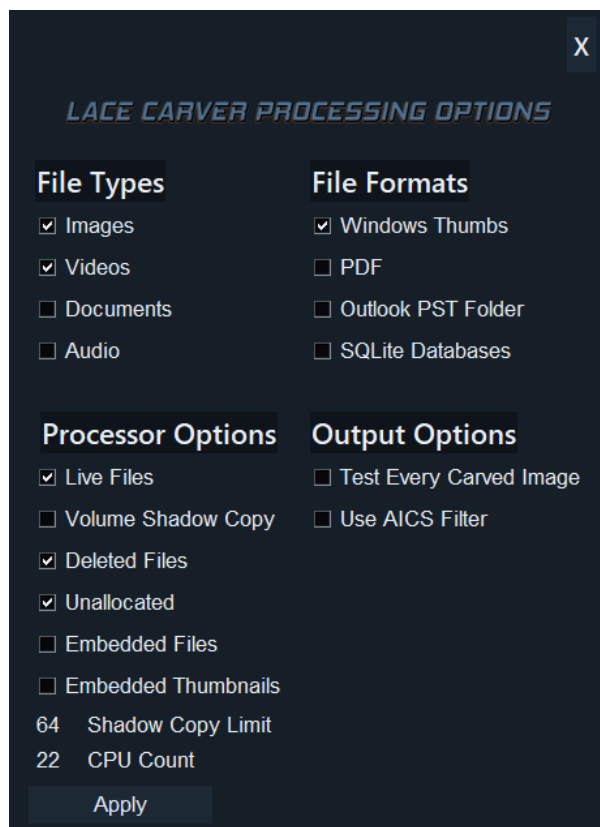 X
LACE CARVER PROCESSING OPTIONS
File Types
Images
Videos
Documents
Audio
File Formats
Windows Thumbs
PDF
Outlook PST Folder
SQLite Databases
Processor Options
Live Files
Volume Shadow Copy
Deleted Files
Unallocated
Embedded Files
Embedded Thumbnails
64 Shadow Copy Limit
22 CPU Count
Apply
Output Options
Test Every Carved Image
Use AICS Filter